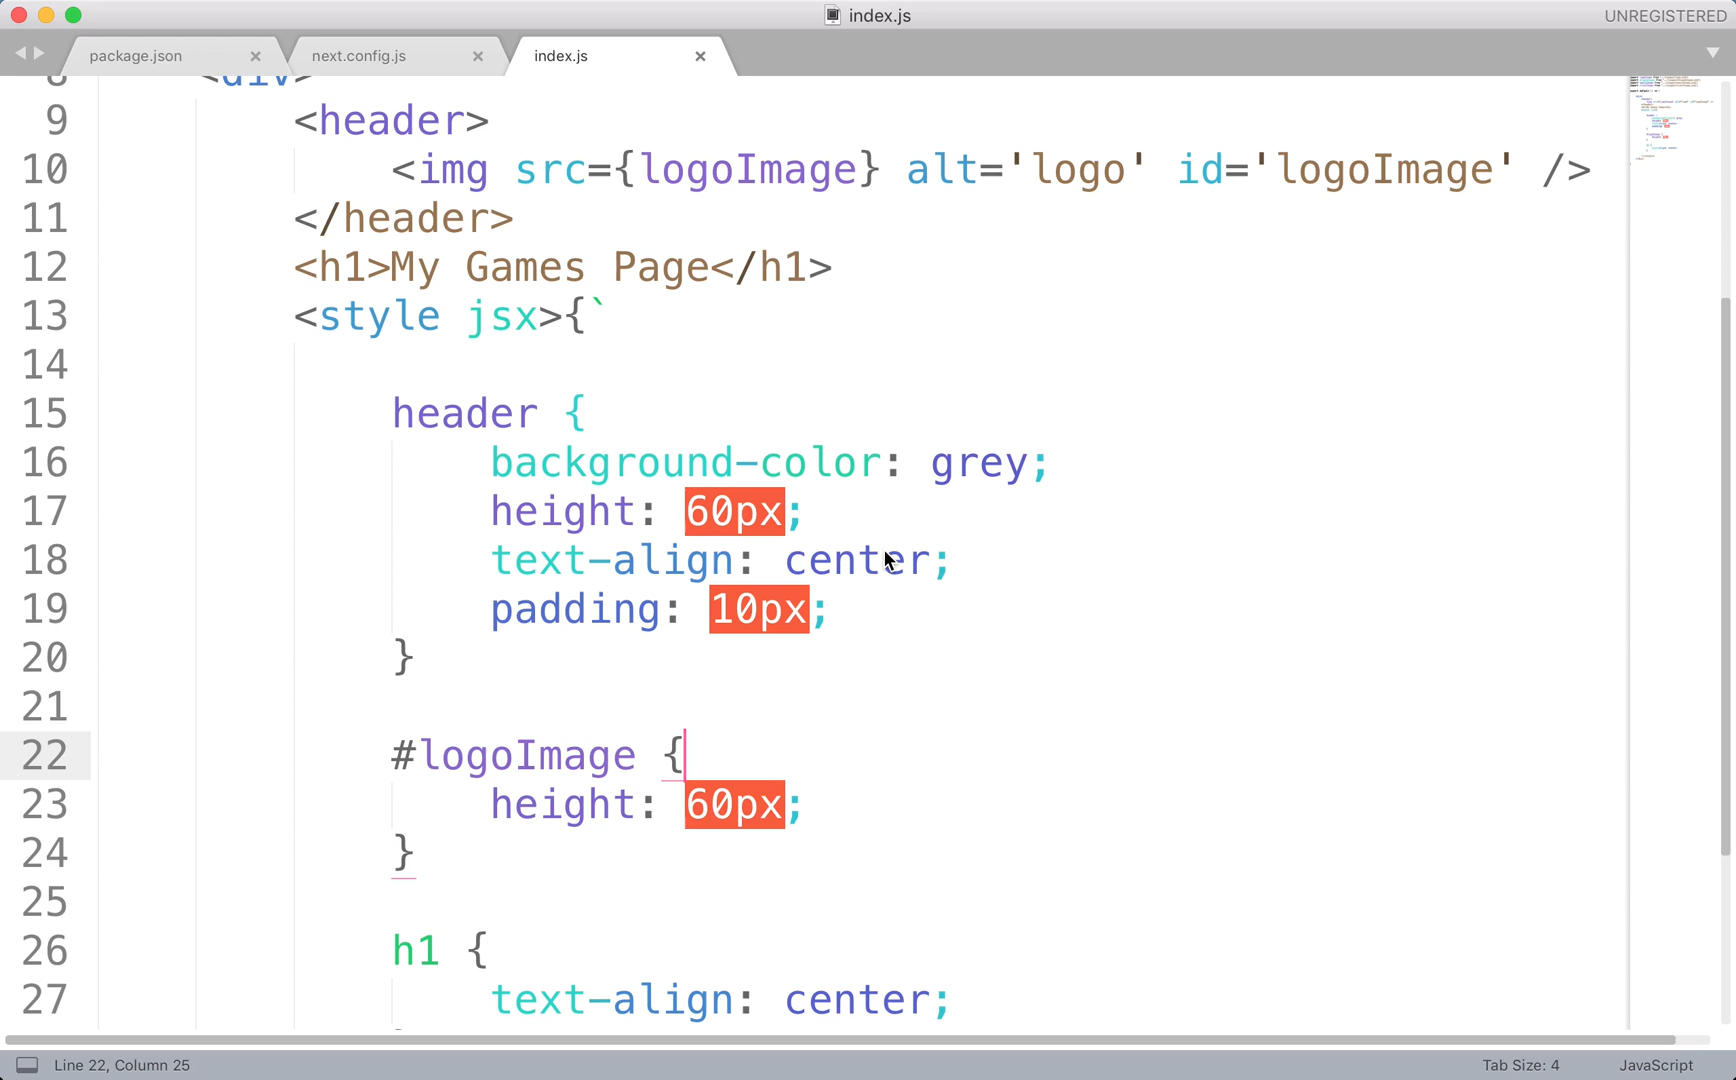 index.js
UNREGISTERED
package.json
next.config.js
index.js
8 <div>
9 <header>
10 <img src={logoImage} alt='logo' id='logoImage' />
11 </header>
12 <h1>My Games Page</h1>
13 <style jsx>{`
14
15 header {
16 background-color: grey;
17 height: 60px;
18 text-align: center;
19 padding: 10px;
20 }
21
22 #logoImage {
23 height: 60px;
24 }
25
26 h1 {
27 text-align: center;
Line 22, Column 25
Tab Size: 4
JavaScript